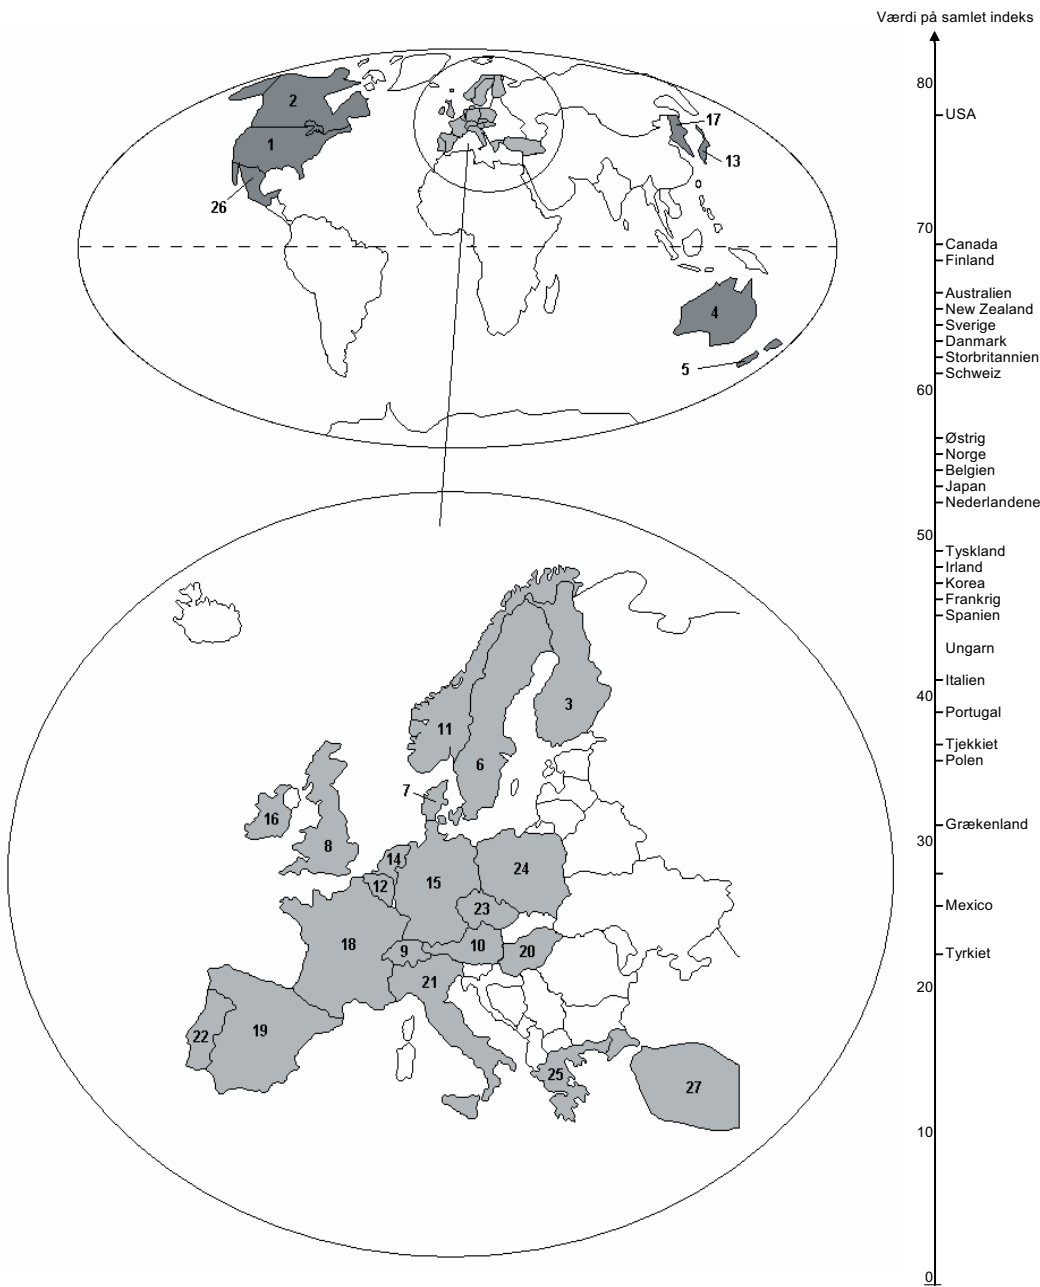 Værdi på samlet indeks
80
USA
2
17
1
13
26
70
Canada
Finland
Australien
New Zealand
4
Sverige
Danmark
Storbritannien
5
Schweiz
60
Østrig
Norge
Belgien
Japan
Nederlandene
50
Tyskland
Irland
Korea
Frankrig
Spanien
Ungarn
Italien
40
3
Portugal
11
Tjekkiet
6
Polen
7
16
Grækenland
30
8
14
24
15
12
Mexico
23
18
10
9
20
Tyrkiet
21
20
19
22
25
27
10
0